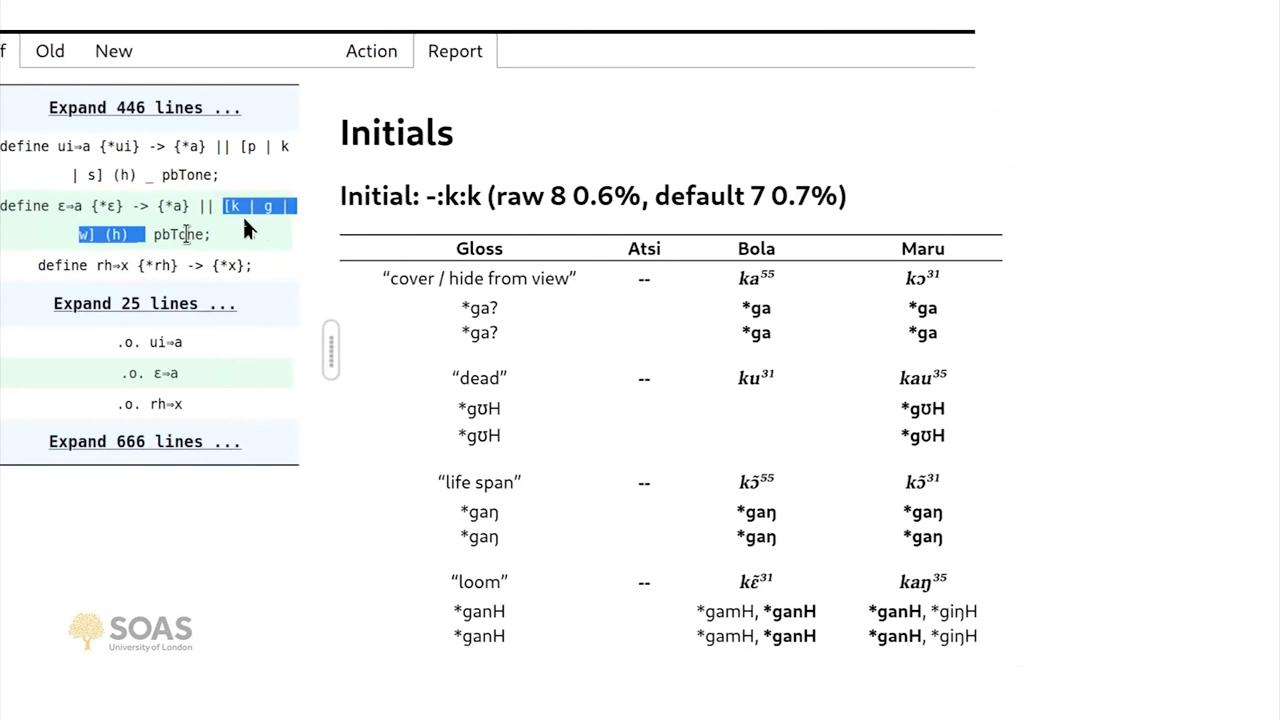 f Old New Action Report
Expand 446 lines ...
define ui⇒a {*ui} -> {*a} || [p | k
| s] (h) _ pbTone;
define ε⇒a {*ε} -> {*a} || [k | g |
w] (h) _ pbTone;
define rh⇒x {*rh} -> {*x};
Expand 25 lines ...
.o. ui⇒a
.o. ε⇒a
.o. rh⇒x
Expand 666 lines ...
SOAS
University of London
Initials
Initial: -:k:k (raw 8 0.6%, default 7 0.7%)
Gloss Atsi Bola Maru
“cover / hide from view” -- ka⁵⁵ kɔ³¹
*ga? *ga *ga
*ga? *ga *ga
“dead” -- ku³¹ kau³⁵
*gʊH *gʊH
*gʊH *gʊH
“life span” -- kɔ̃⁵⁵ kɔ̃³¹
*gaŋ *gaŋ *gaŋ
*gaŋ *gaŋ *gaŋ
“loom” -- kɛ̃³¹ kaŋ³⁵
*ganH *gamH, *ganH *ganH, *giŋH
*ganH *gamH, *ganH *ganH, *giŋH